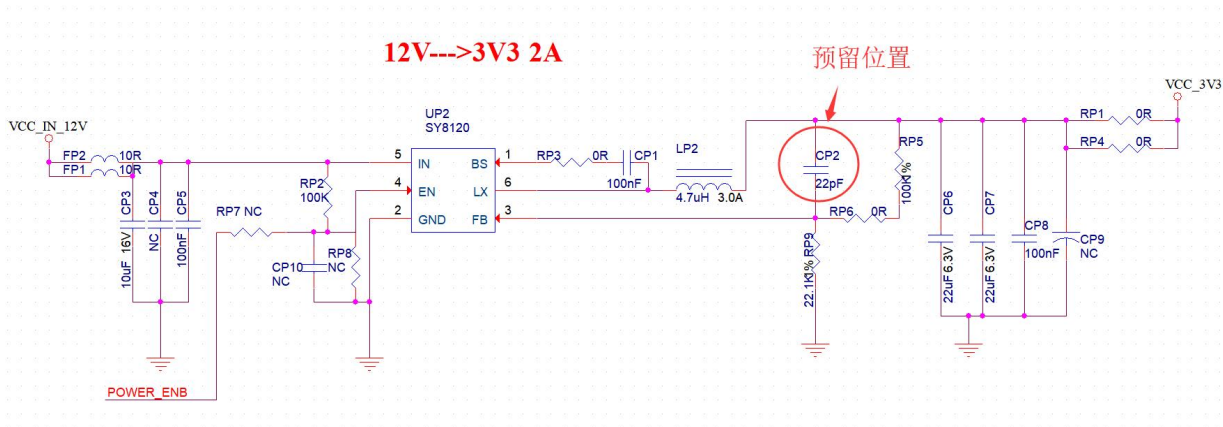 12V--->3V3 2A
预留位置
VCC_3V3
VCC_IN_12V
UP2
SY8120
FP2 10R
FP1 10R
5 IN
4 EN
2 GND
BS 1
LX 6
FB 3
RP3 0R
CP1
100nF
LP2
4.7uH 3.0A
CP2
22pF
RP5
100K1%
RP6 0R
RP9
22.1K1%
RP1 0R
RP4 0R
CP6
22uF 6.3V
CP7
22uF 6.3V
CP8
100nF
CP9
NC
CP3
10uF 16V
CP4
NC
CP5
100nF
RP2
100K
RP7 NC
RP8
NC
CP10
NC
POWER_ENB